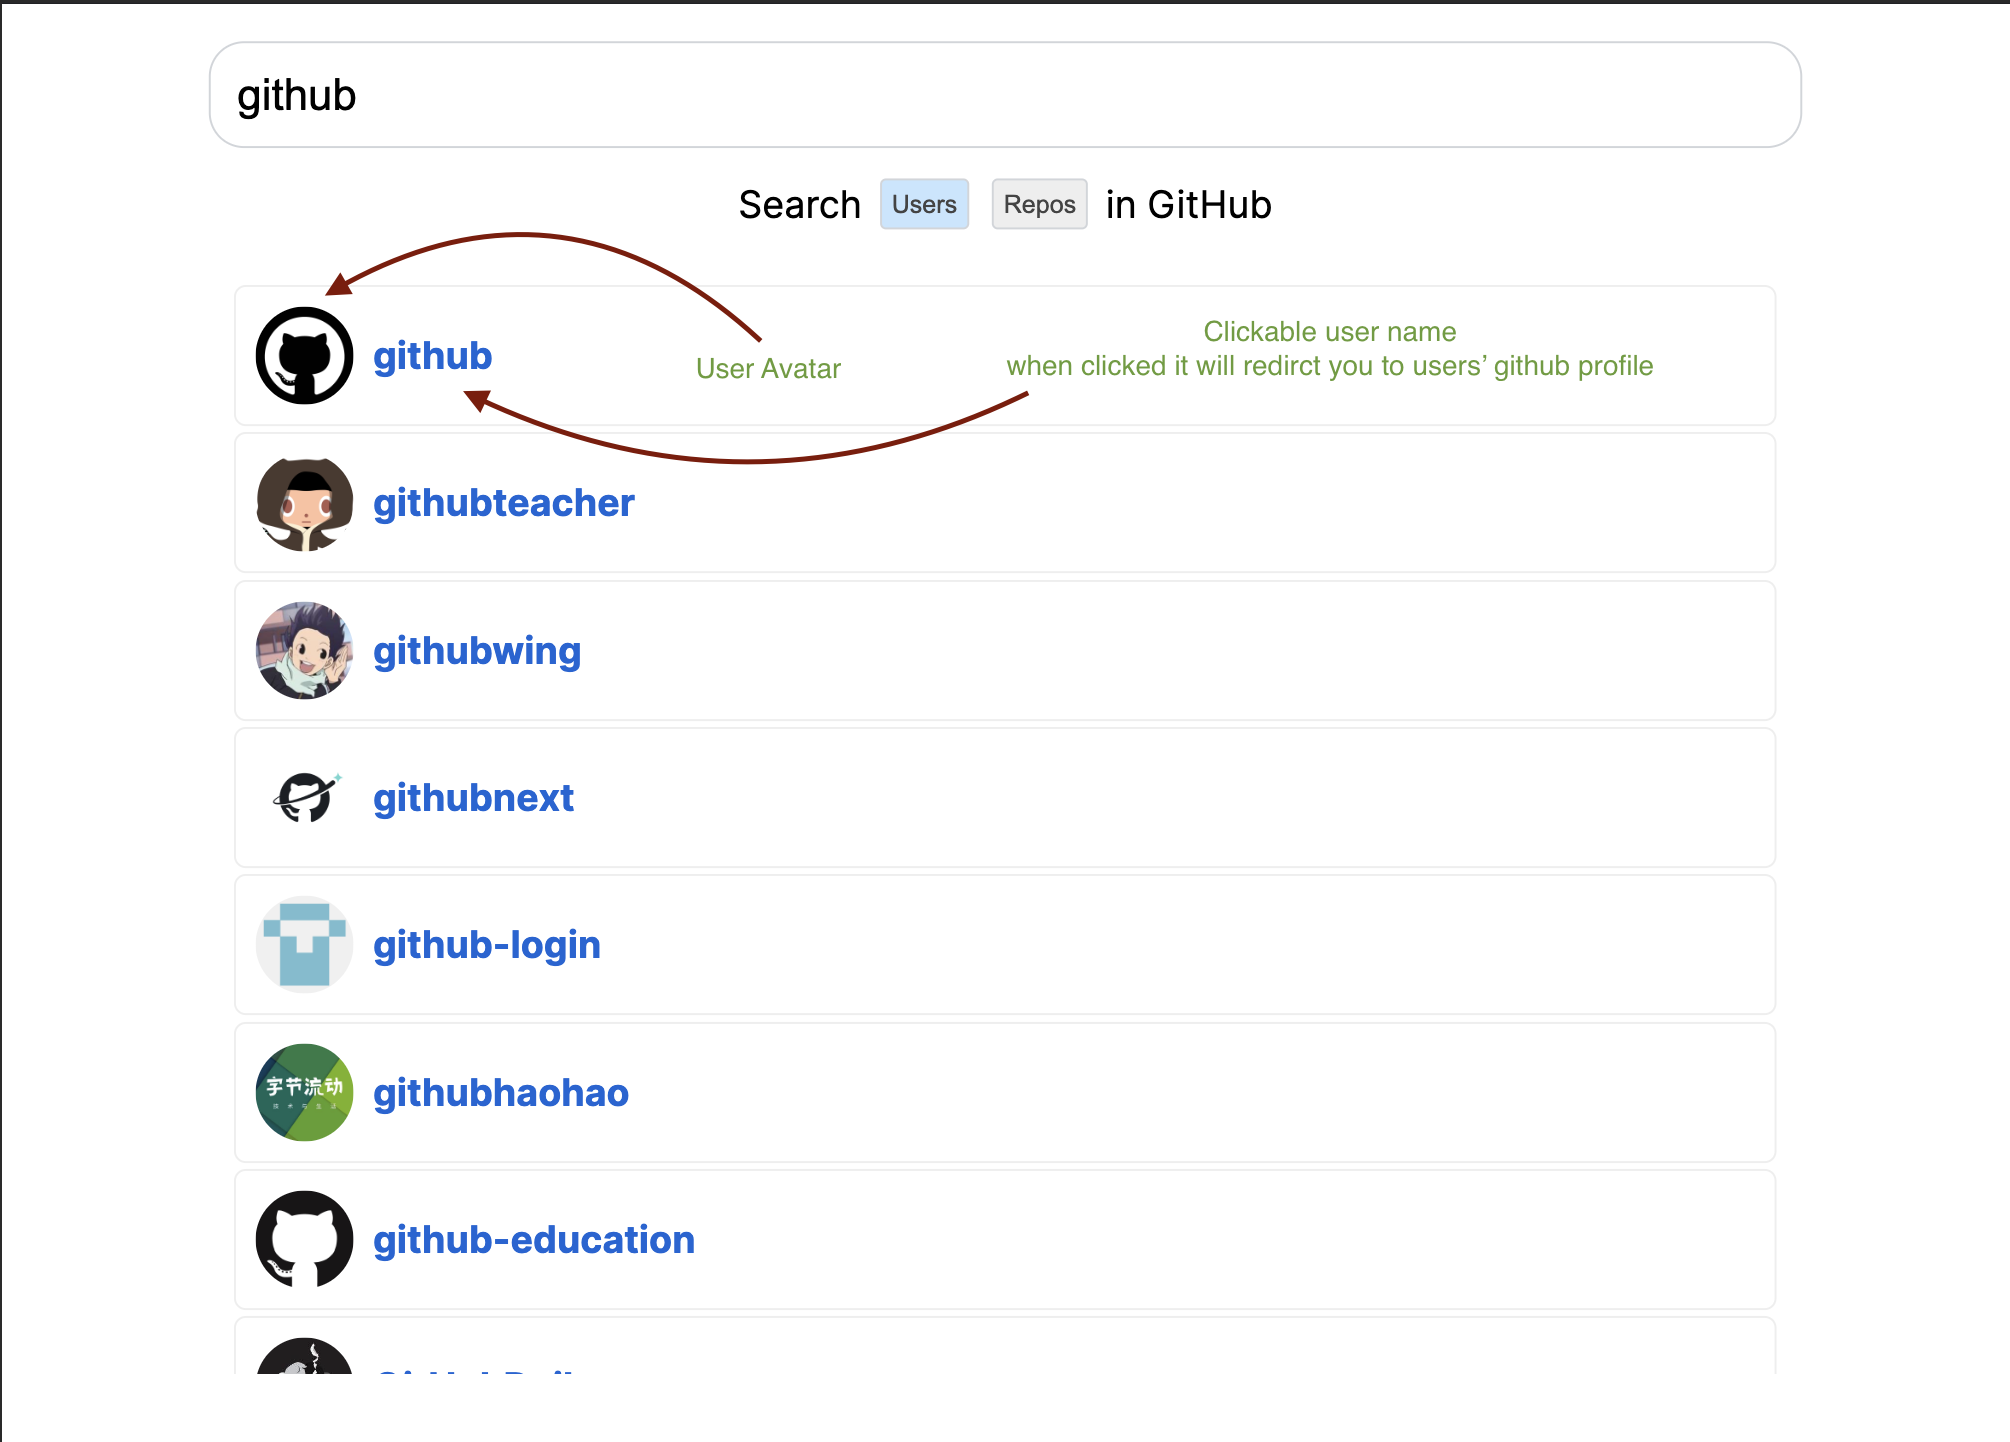 github
Search Users Repos in GitHub
github
User Avatar
Clickable user name
when clicked it will redirct you to users’ github profile
githubteacher
githubwing
githubnext
github-login
字节流动
githubhaohao
github-education